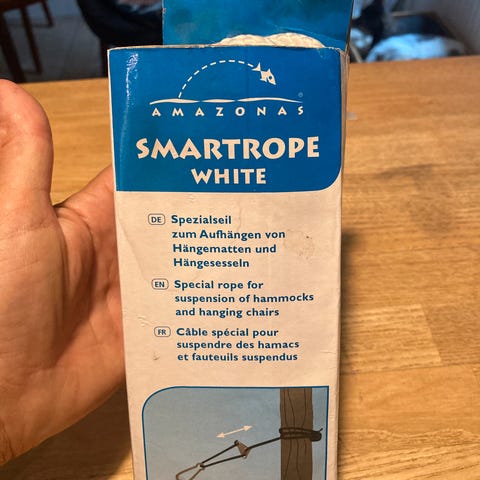 AMAZONAS®
SMARTROPE
WHITE
DE Spezialseil
zum Aufhängen von
Hängematten und
Hängesesseln
EN Special rope for
suspension of hammocks
and hanging chairs
FR Câble spécial pour
suspendre des hamacs
et fauteuils suspendus